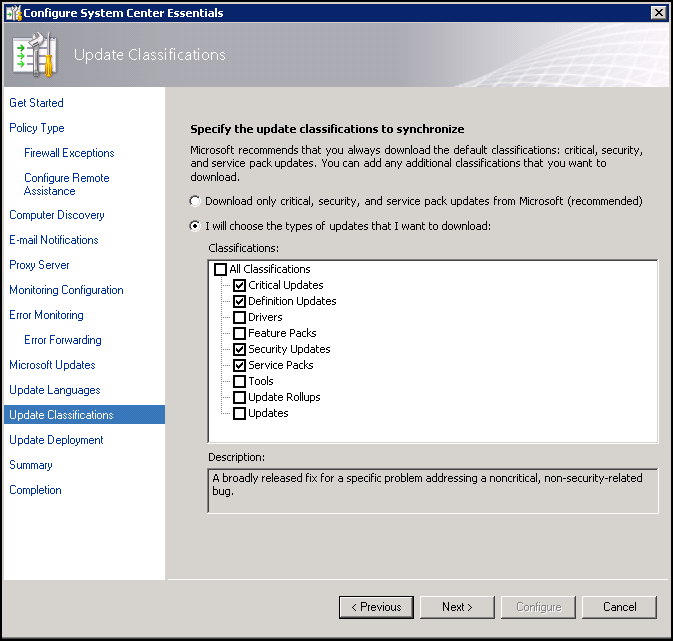 Configure System Center Essentials
Update Classifications
Get Started
Policy Type
Firewall Exceptions
Configure Remote
Assistance
Computer Discovery
E-mail Notifications
Proxy Server
Monitoring Configuration
Error Monitoring
Error Forwarding
Microsoft Updates
Update Languages
Update Classifications
Update Deployment
Summary
Completion
Specify the update classifications to synchronize
Microsoft recommends that you always download the default classifications: critical, security,
and service pack updates. You can add any additional classifications that you want to
download.
Download only critical, security, and service pack updates from Microsoft (recommended)
I will choose the types of updates that I want to download:
Classifications:
All Classifications
Critical Updates
Definition Updates
Drivers
Feature Packs
Security Updates
Service Packs
Tools
Update Rollups
Updates
Description:
A broadly released fix for a specific problem addressing a noncritical, non-security-related
bug.
< Previous
Next >
Configure
Cancel